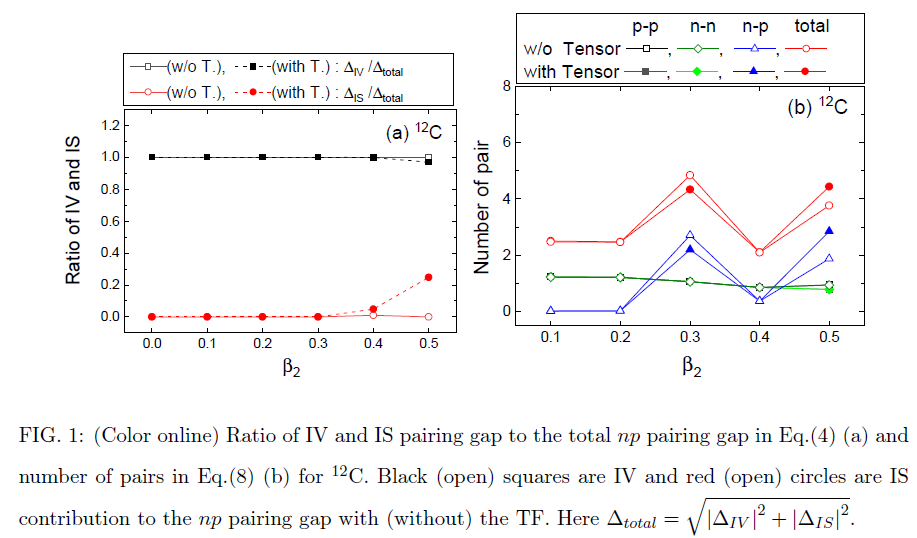 (w/o T.), (with T.) : Δ_IV /Δ_total
(w/o T.), (with T.) : Δ_IS /Δ_total
Ratio of IV and IS
1.2
1.0
0.8
0.6
0.4
0.2
0.0
(a) ¹²C
0.0 0.1 0.2 0.3 0.4 0.5
β₂
p-p n-n n-p total
w/o Tensor , , ,
with Tensor , , ,
Number of pair
8
6
4
2
0
(b) ¹²C
0.1 0.2 0.3 0.4 0.5
β₂
FIG. 1: (Color online) Ratio of IV and IS pairing gap to the total np pairing gap in Eq.(4) (a) and
number of pairs in Eq.(8) (b) for ¹²C. Black (open) squares are IV and red (open) circles are IS
contribution to the np pairing gap with (without) the TF. Here Δ_total = √(|Δ_IV|² + |Δ_IS|²).